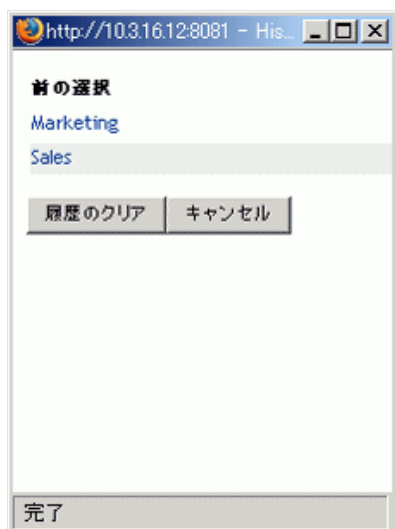 http://10.3.16.12:8081 - His...
前の選択
Marketing
Sales
履歴のクリア
キャンセル
完了